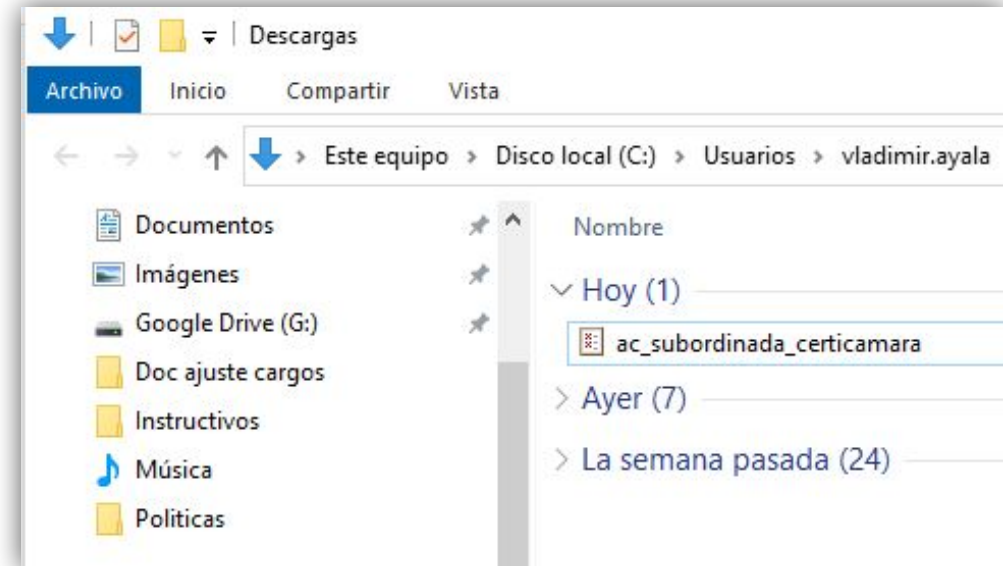 Descargas
Archivo Inicio Compartir Vista
Este equipo > Disco local (C:) > Usuarios > vladimir.ayala
Documentos
Imágenes
Google Drive (G:)
Doc ajuste cargos
Instructivos
Música
Politicas
Nombre
Hoy (1)
ac_subordinada_certicamara
Ayer (7)
La semana pasada (24)